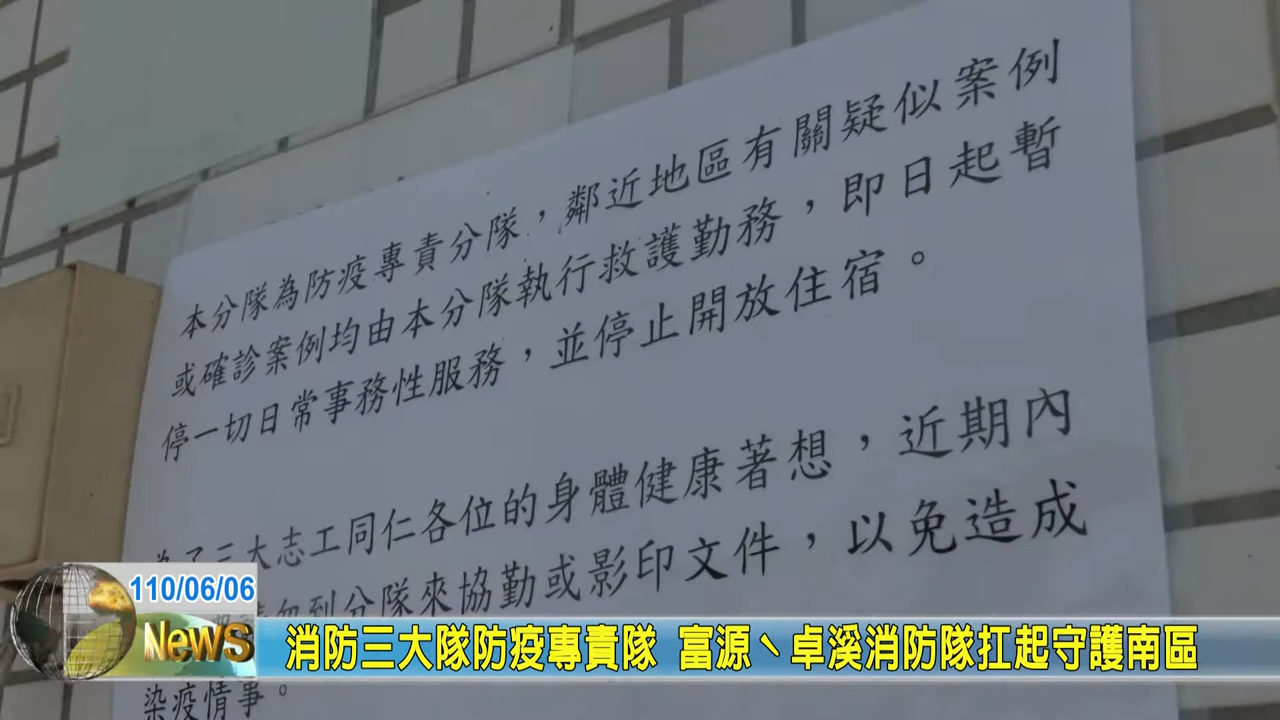 本分隊為防疫專責分隊，鄰近地區有關疑似案例
或確診案例均由本分隊執行救護勤務，即日起暫
停一切日常事務性服務，並停止開放住宿。
三大志工同仁各位的身體健康著想，近期內
到分隊來協勤或影印文件，以免造成
染疫情事。
110/06/06
News
消防三大隊防疫專責隊 富源、卓溪消防隊扛起守護南區